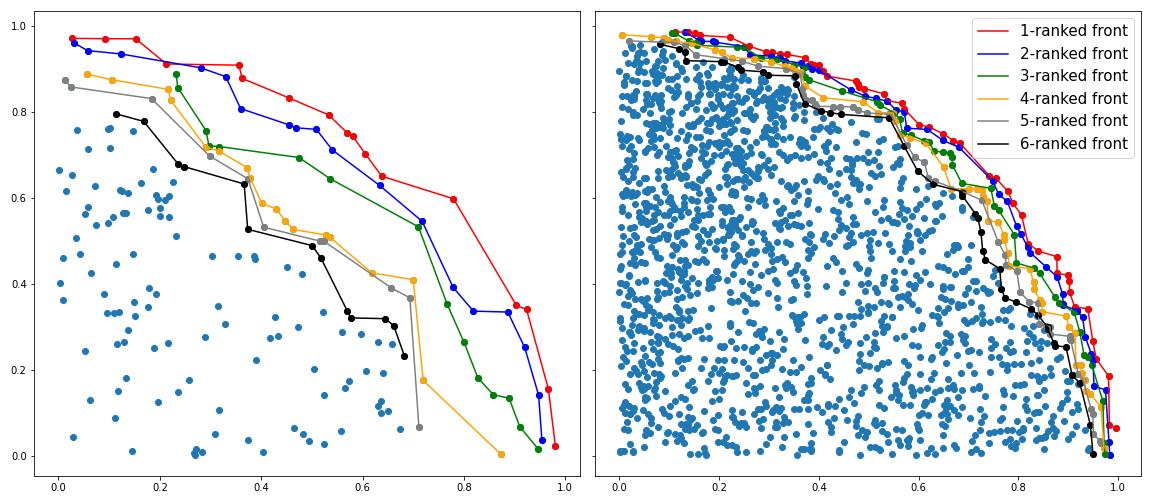 1.0
0.8
0.6
0.4
0.2
0.0
0.0 0.2 0.4 0.6 0.8 1.0
1-ranked front
2-ranked front
3-ranked front
4-ranked front
5-ranked front
6-ranked front
0.0 0.2 0.4 0.6 0.8 1.0